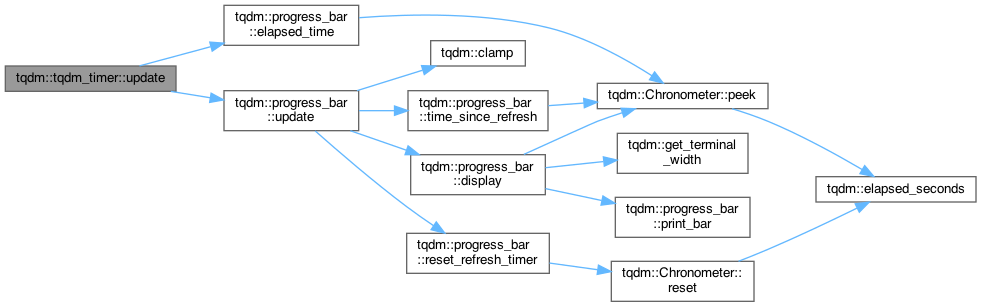 tqdm::tqdm_timer::update
tqdm::progress_bar
::elapsed_time
tqdm::progress_bar
::update
tqdm::clamp
tqdm::progress_bar
::time_since_refresh
tqdm::progress_bar
::display
tqdm::progress_bar
::reset_refresh_timer
tqdm::Chronometer::peek
tqdm::get_terminal
_width
tqdm::progress_bar
::print_bar
tqdm::Chronometer::
reset
tqdm::elapsed_seconds